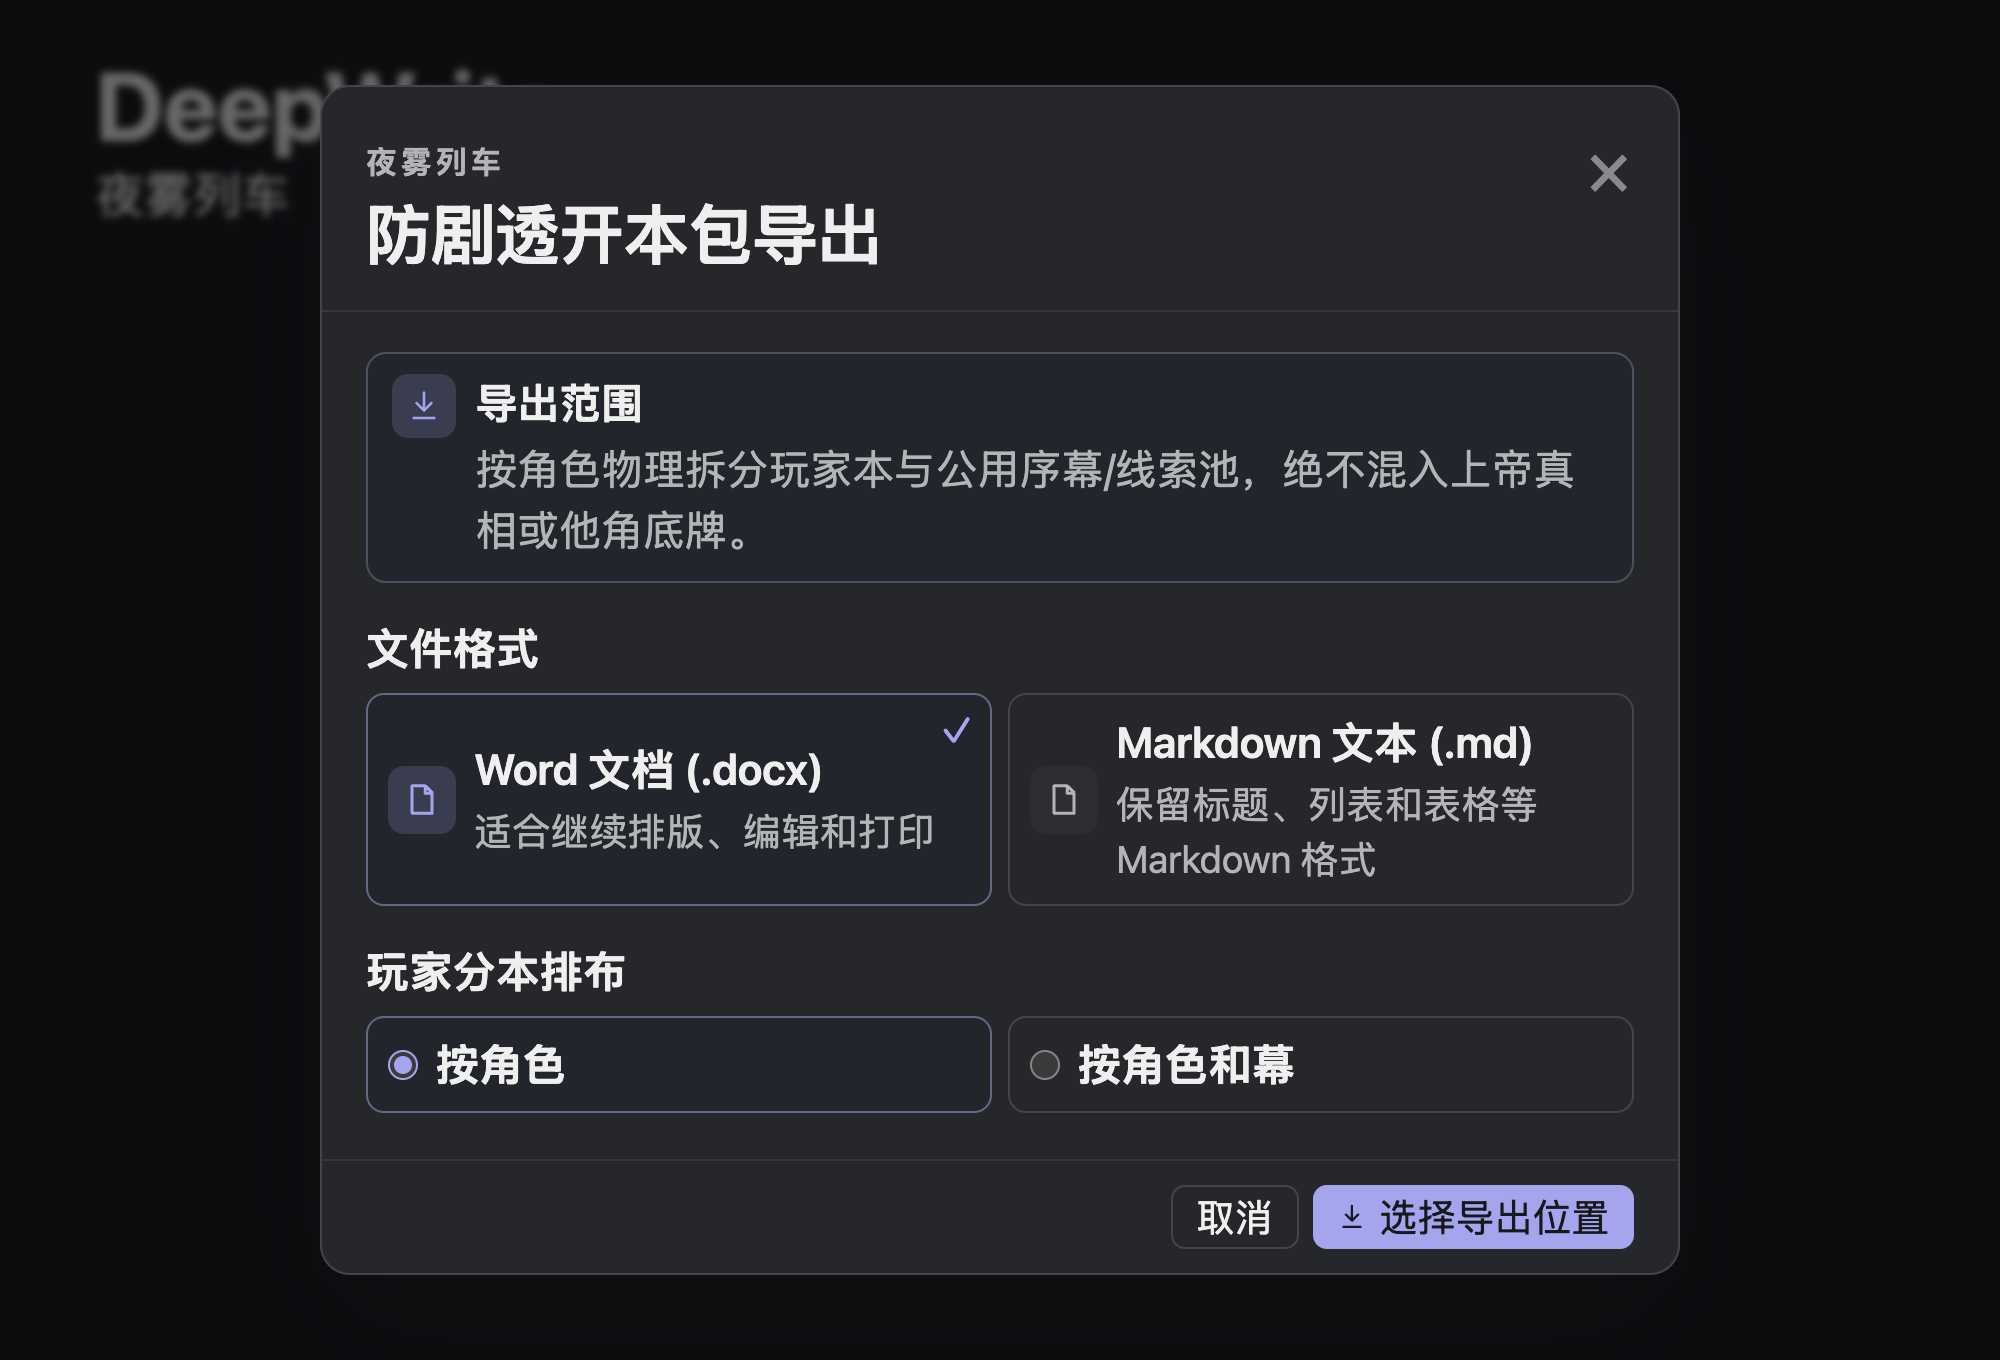 Deep
夜雾列车
夜雾列车
防剧透开本包导出
导出范围
按角色物理拆分玩家本与公用序幕/线索池，绝不混入上帝真
相或他角底牌。
文件格式
Word 文档 (.docx)
适合继续排版、编辑和打印
Markdown 文本 (.md)
保留标题、列表和表格等
Markdown 格式
玩家分本排布
按角色
按角色和幕
取消
选择导出位置